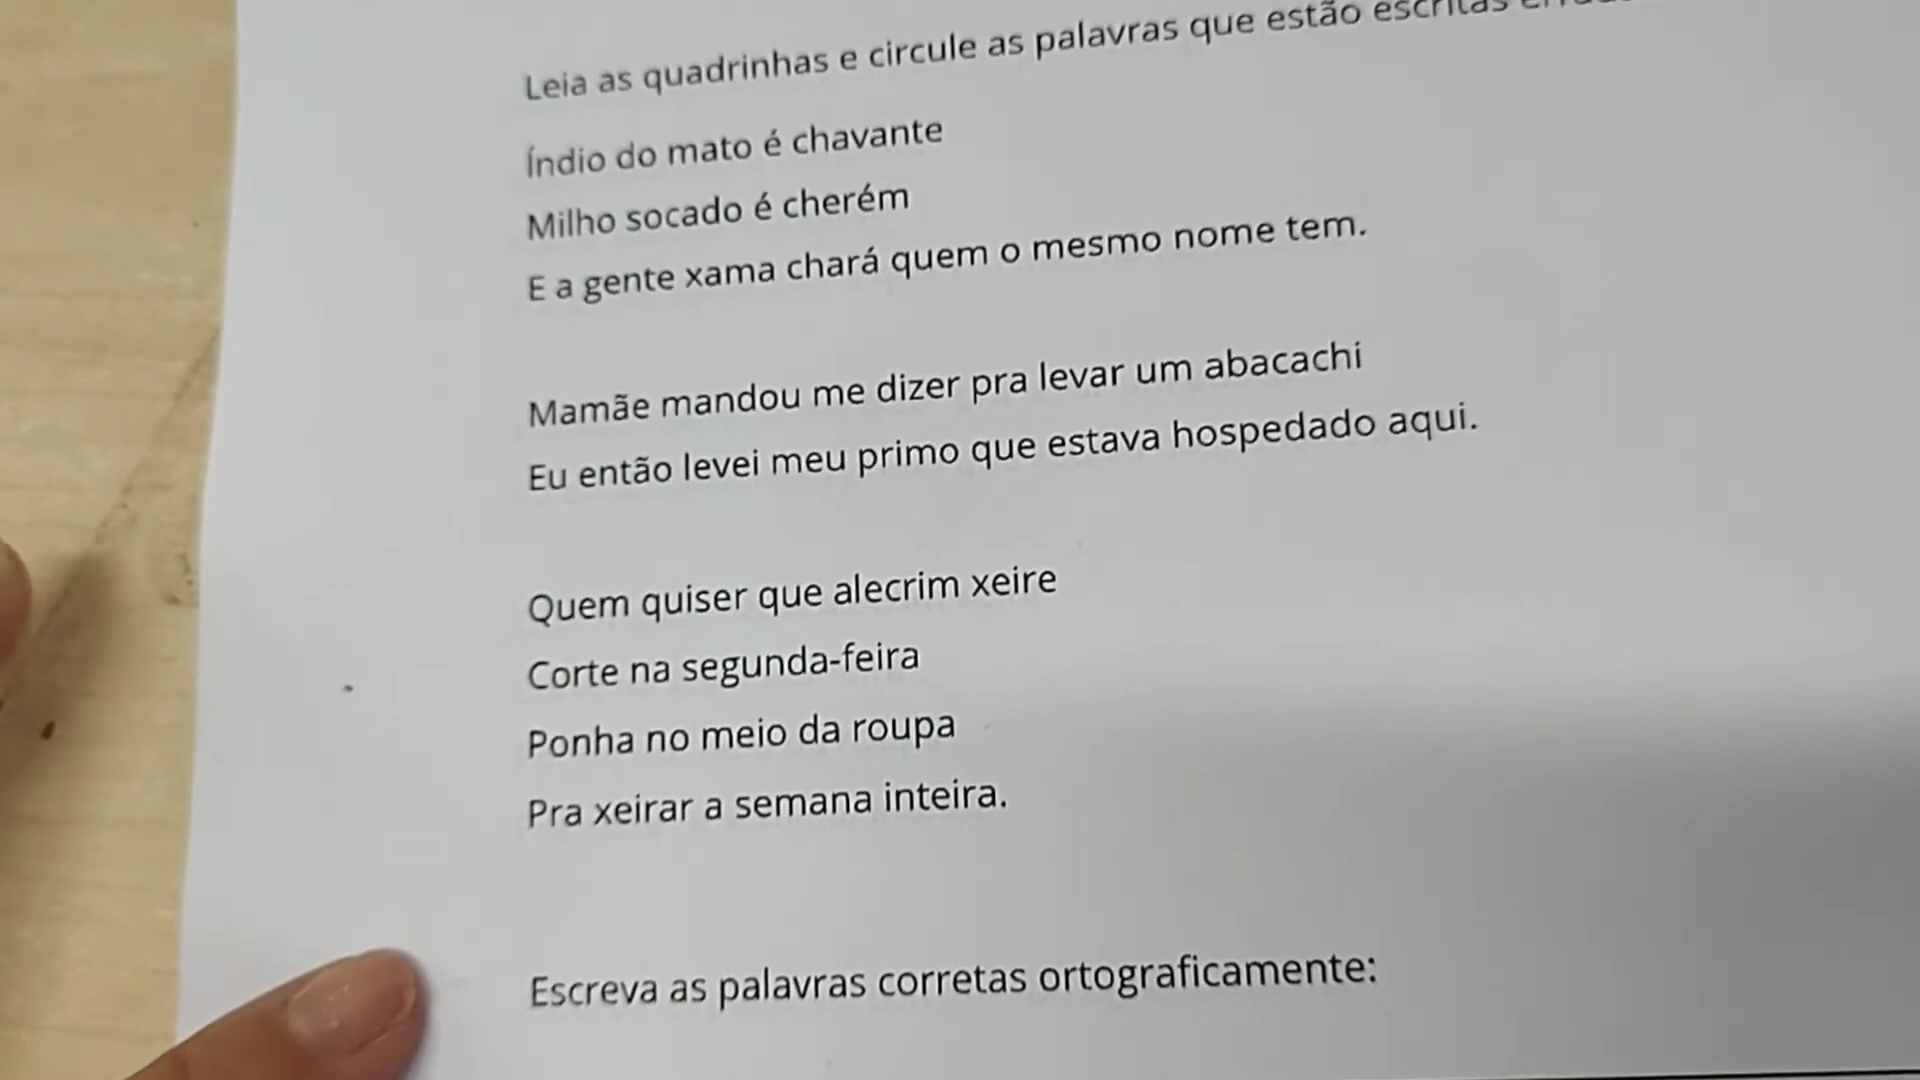 Leia as quadrinhas e circule as palavras que estão escritas
Índio do mato é chavante
Milho socado é cherém
E a gente xama chará quem o mesmo nome tem.
Mamãe mandou me dizer pra levar um abacachi
Eu então levei meu primo que estava hospedado aqui.
Quem quiser que alecrim xeire
Corte na segunda-feira
Ponha no meio da roupa
Pra xeirar a semana inteira.
Escreva as palavras corretas ortograficamente: